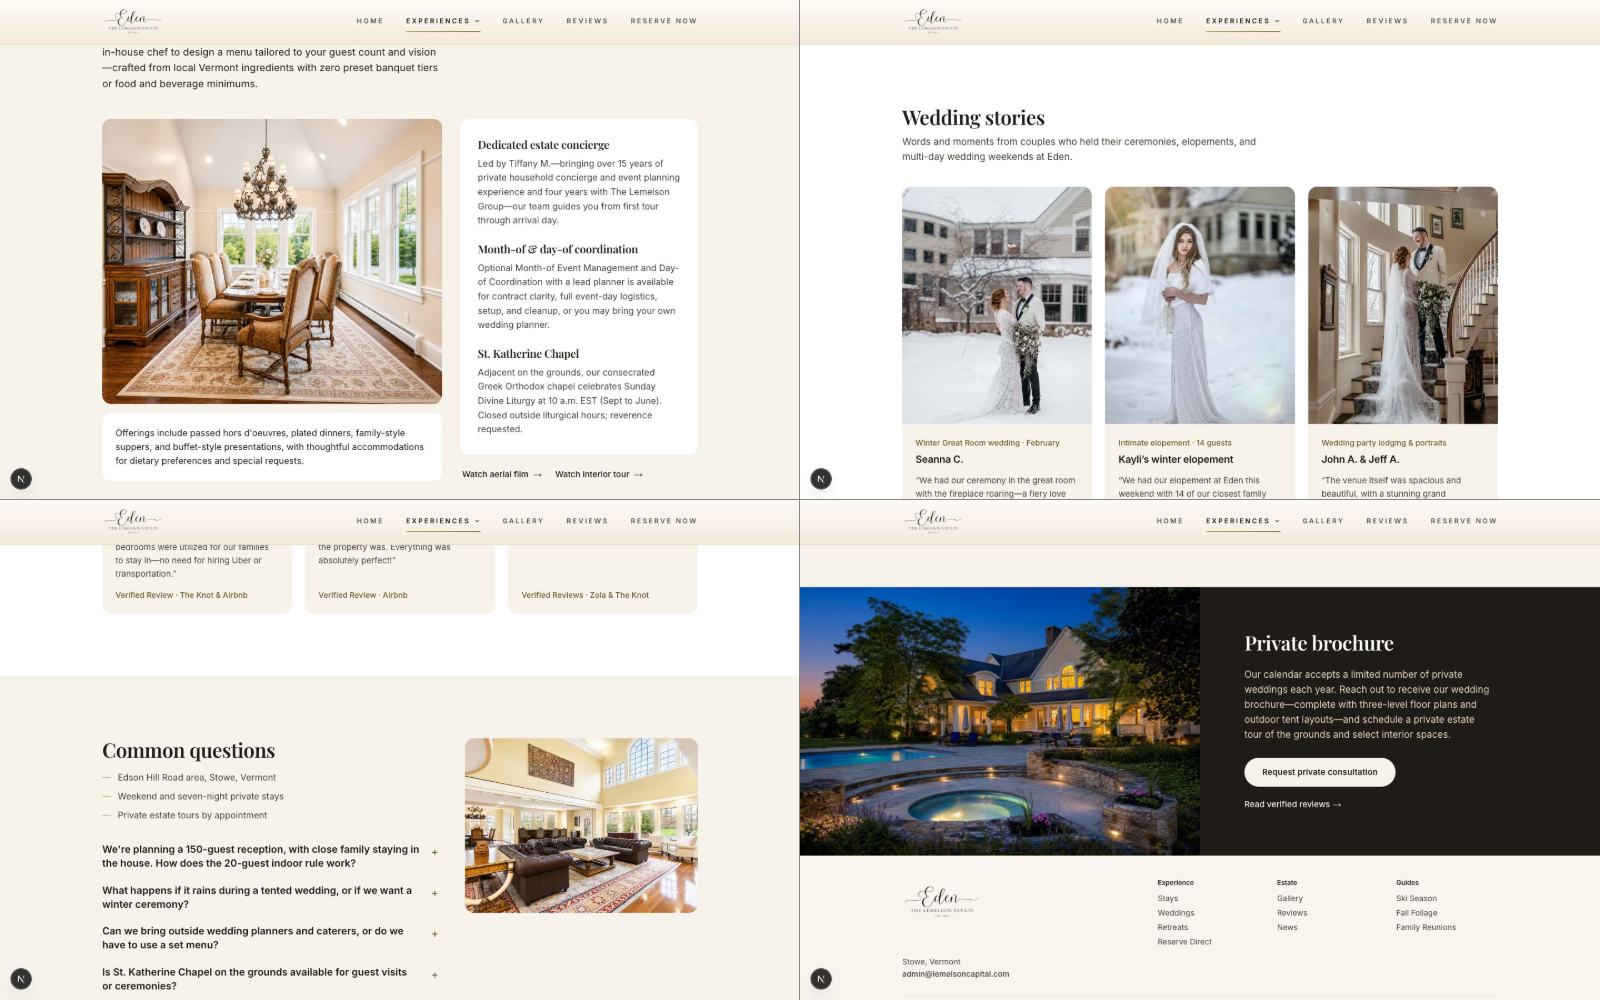 Eden
THE LEMELSON ESTATE
HOME
EXPERIENCES
GALLERY
REVIEWS
RESERVE NOW
in-house chef to design a menu tailored to your guest count and vision
—crafted from local Vermont ingredients with zero preset banquet tiers
or food and beverage minimums.
Dedicated estate concierge
Led by Tiffany M.—bringing over 15 years of
private household concierge and event planning
experience and four years with The Lemelson
Group—our team guides you from first tour
through arrival day.
Month-of & day-of coordination
Optional Month-of Event Management and Day-
of Coordination with a lead planner is available
for contract clarity, full event-day logistics,
setup, and cleanup, or you may bring your own
wedding planner.
St. Katherine Chapel
Adjacent on the grounds, our consecrated
Greek Orthodox chapel celebrates Sunday
Divine Liturgy at 10 a.m. EST (Sept to June).
Closed outside liturgical hours; reverence
requested.
Offerings include passed hors d'oeuvres, plated dinners, family-style
suppers, and buffet-style presentations, with thoughtful accommodations
for dietary preferences and special requests.
Watch aerial film →
Watch interior tour →
N
Eden
THE LEMELSON ESTATE
HOME
EXPERIENCES
GALLERY
REVIEWS
RESERVE NOW
Wedding stories
Words and moments from couples who held their ceremonies, elopements, and
multi-day wedding weekends at Eden.
Winter Great Room wedding · February
Seanna C.
"We had our ceremony in the great room
with the fireplace roaring—a fiery love
Intimate elopement · 14 guests
Kayli's winter elopement
"We had our elopement at Eden this
weekend with 14 of our closest family
Wedding party lodging & portraits
John A. & Jeff A.
"The venue itself was spacious and
beautiful, with a stunning grand
N
Eden
THE LEMELSON ESTATE
HOME
EXPERIENCES
GALLERY
REVIEWS
RESERVE NOW
bedrooms were utilized for our families
to stay in—no need for hiring Uber or
transportation."
Verified Review · The Knot & Airbnb
the property was. Everything was
absolutely perfect!"
Verified Review · Airbnb
Verified Reviews · Zola & The Knot
Common questions
— Edson Hill Road area, Stowe, Vermont
— Weekend and seven-night private stays
— Private estate tours by appointment
We're planning a 150-guest reception, with close family staying in
the house. How does the 20-guest indoor rule work?
+
What happens if it rains during a tented wedding, or if we want a
winter ceremony?
+
Can we bring outside wedding planners and caterers, or do we
have to use a set menu?
+
Is St. Katherine Chapel on the grounds available for guest visits
or ceremonies?
+
N
Eden
THE LEMELSON ESTATE
HOME
EXPERIENCES
GALLERY
REVIEWS
RESERVE NOW
Private brochure
Our calendar accepts a limited number of private
weddings each year. Reach out to receive our wedding
brochure—complete with three-level floor plans and
outdoor tent layouts—and schedule a private estate
tour of the grounds and select interior spaces.
Request private consultation
Read verified reviews →
Eden
THE LEMELSON ESTATE
Stowe, Vermont
admin@lemelsoncapital.com
Experience
Stays
Weddings
Retreats
Reserve Direct
Estate
Gallery
Reviews
News
Guides
Ski Season
Fall Foliage
Family Reunions
N